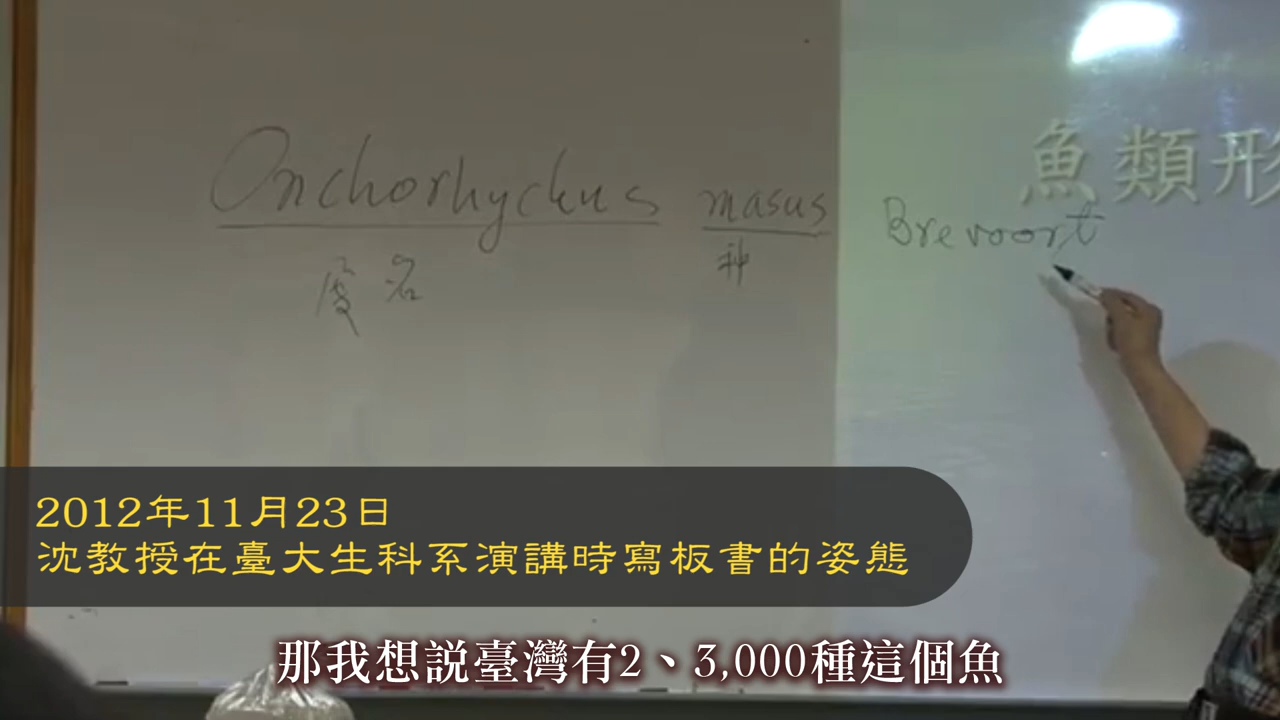 Onchorhyckus masus Brevoort
屬名 种
魚類形
2012年11月23日
沈教授在臺大生科系演講時寫板書的姿態
那我想説臺灣有2、3,000種這個魚